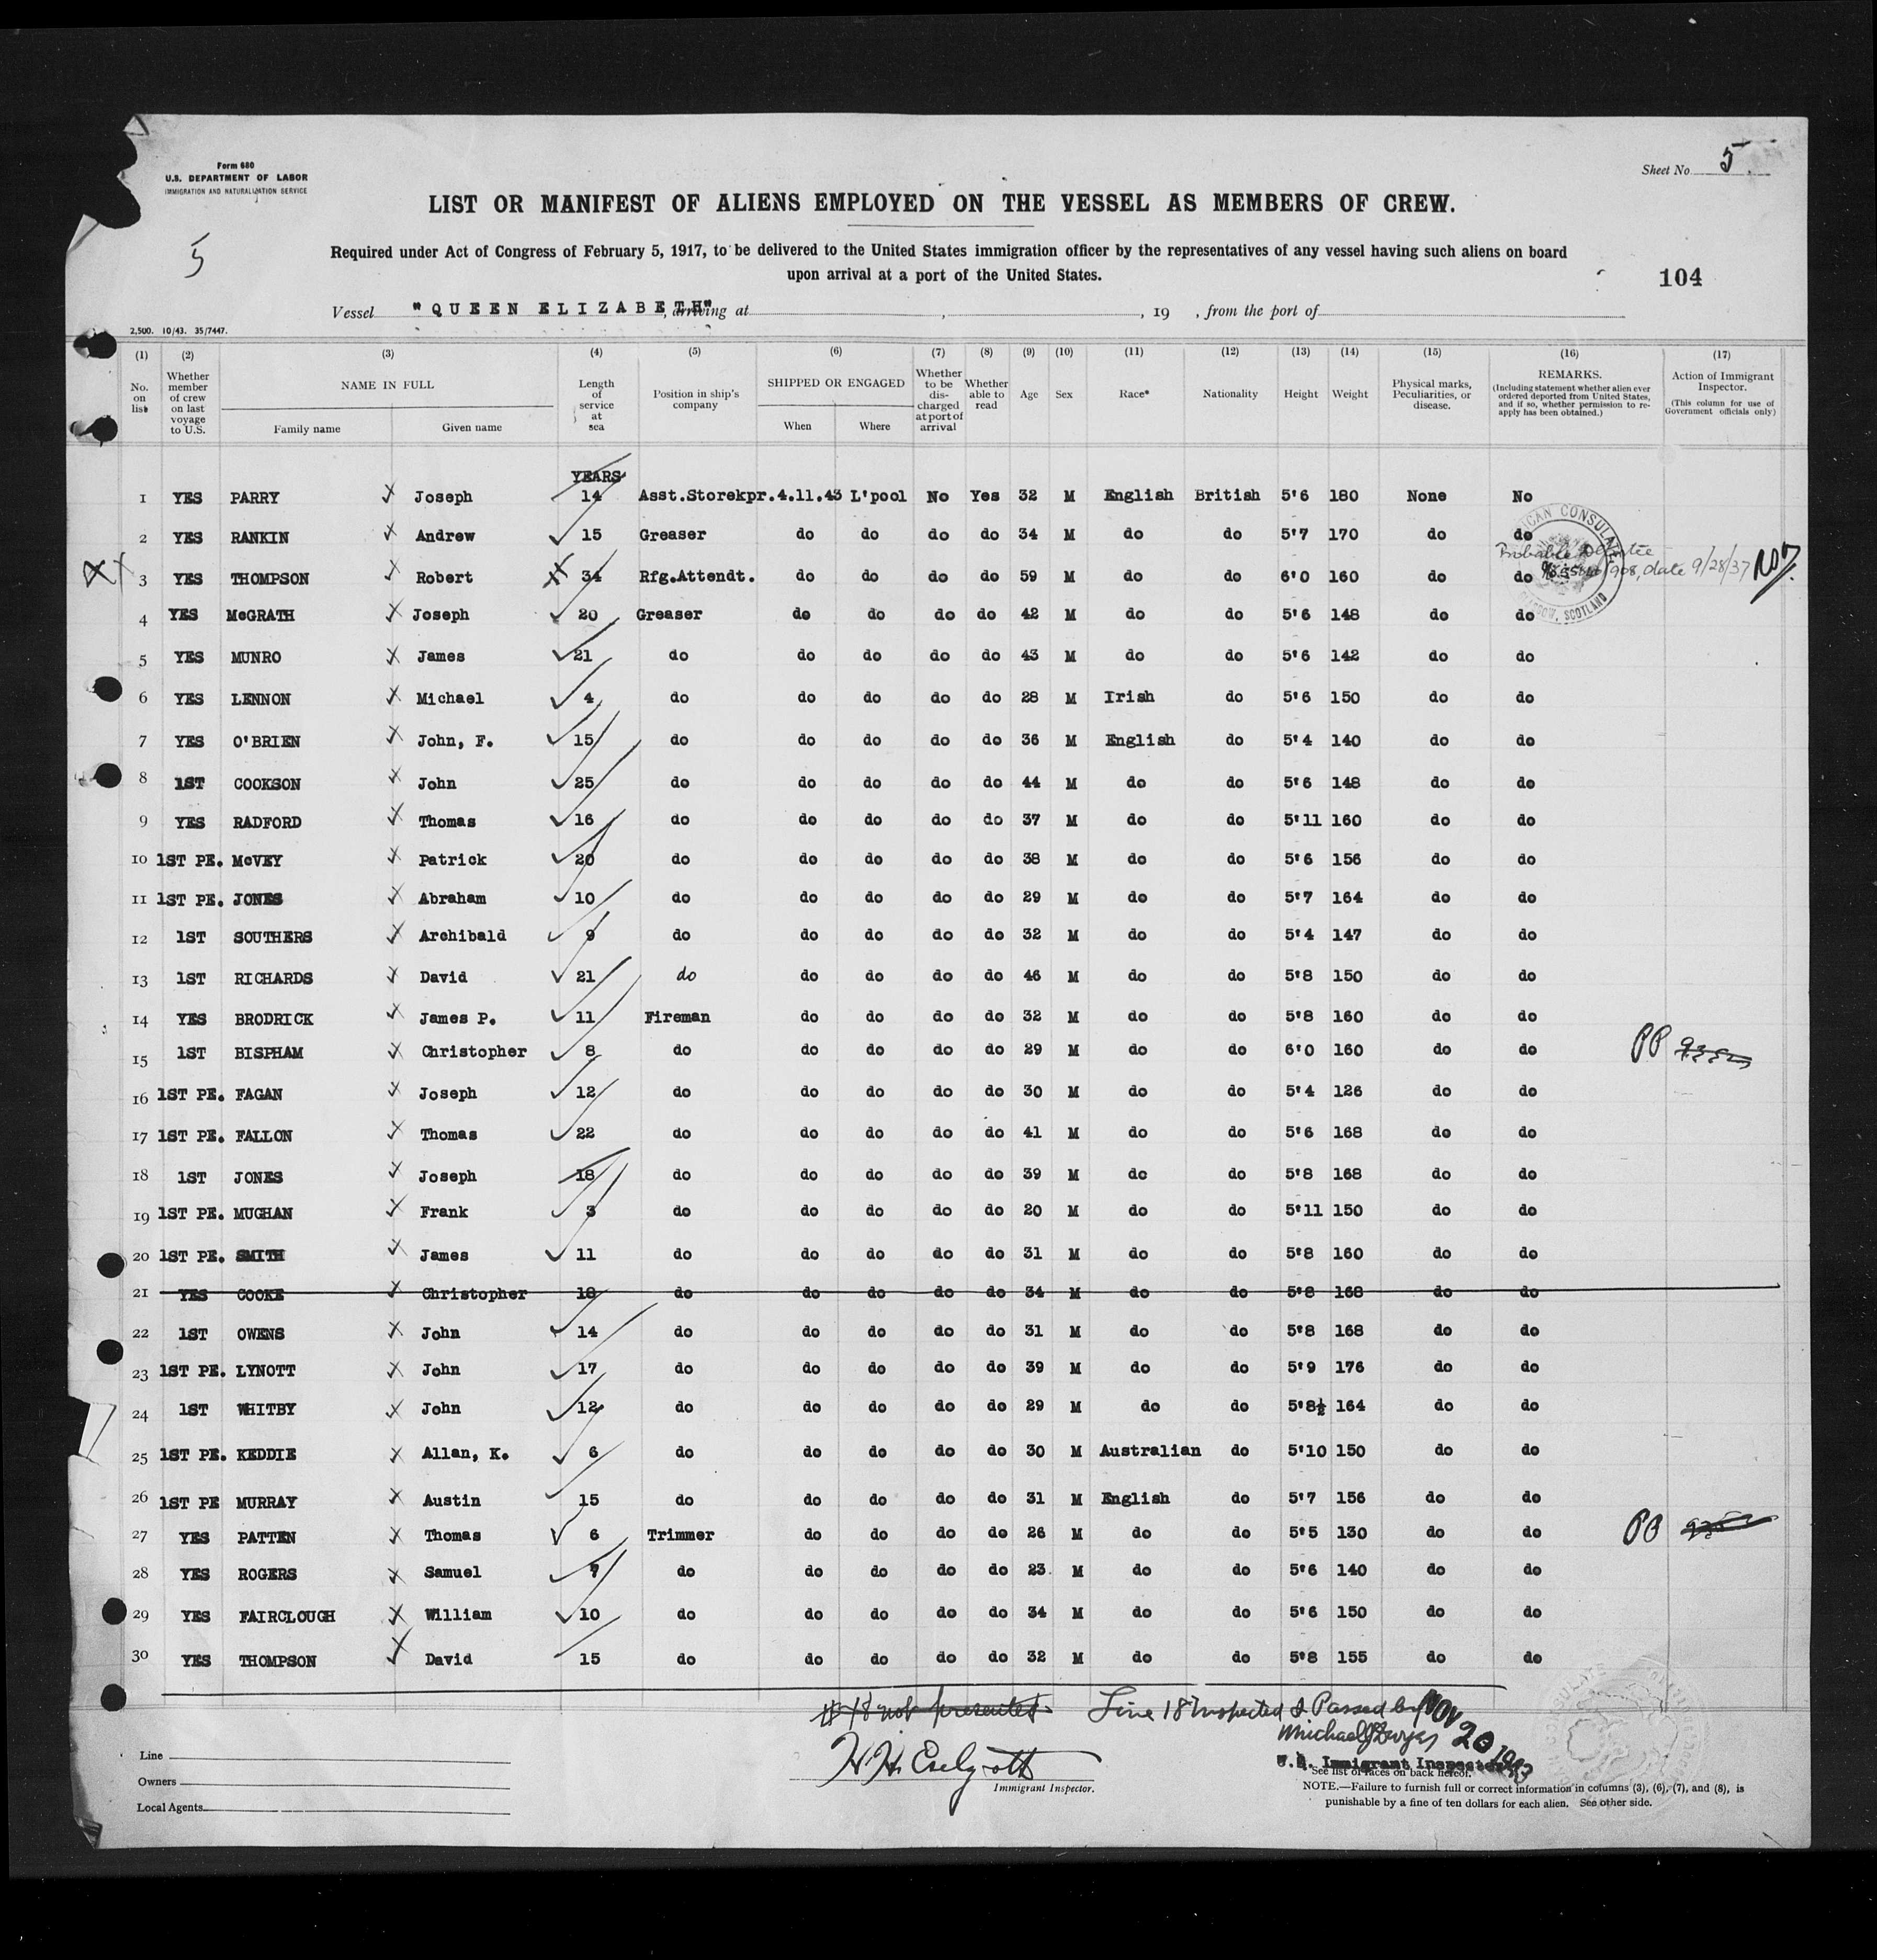 Form 680
U.S. DEPARTMENT OF LABOR
IMMIGRATION AND NATURALIZATION SERVICE
Sheet No. 5
LIST OR MANIFEST OF ALIENS EMPLOYED ON THE VESSEL AS MEMBERS OF CREW.
5
Required under Act of Congress of February 5, 1917, to be delivered to the United States immigration officer by the representatives of any vessel having such aliens on board
upon arrival at a port of the United States.
104
Vessel "QUEEN ELIZABETH", arriving at , , 19 , from the port of
2,500. 10/43. 35/7447.
(1) (2) (3) (4) (5) (6) (7) (8) (9) (10) (11) (12) (13) (14) (15) (16) (17)
No. on list
Whether member of crew on last voyage to U.S.
NAME IN FULL
Family name Given name
Length of service at sea
Position in ship's company
SHIPPED OR ENGAGED
When Where
Whether to be discharged at port of arrival
Whether able to read
Age Sex Race* Nationality Height Weight
Physical marks, Peculiarities, or disease.
REMARKS.
(Including statement whether alien ever ordered deported from United States, and if so, whether permission to re-apply has been obtained.)
Action of Immigrant Inspector.
(This column for use of Government officials only)
YEARS
1 YES PARRY Joseph 14 Asst.Storekpr. 4.11.43 L'pool No Yes 32 M English British 5'6 180 None No
2 YES RANKIN Andrew 15 Greaser do do do do 34 M do do 5'7 170 do do
Probable Deportee
3 YES THOMPSON Robert 34 Rfg.Attendt. do do do do 59 M do do 6'0 160 do do date 9/28/37 NOT.
4 YES McGRATH Joseph 20 Greaser do do do do 42 M do do 5'6 148 do do
5 YES MUNRO James 21 do do do do do 43 M do do 5'6 142 do do
6 YES LENNON Michael 4 do do do do do 28 M Irish do 5'6 150 do do
7 YES O'BRIEN John, F. 15 do do do do do 36 M English do 5'4 140 do do
8 1ST COOKSON John 25 do do do do do 44 M do do 5'6 148 do do
9 YES RADFORD Thomas 16 do do do do do 37 M do do 5'11 160 do do
10 1ST PE. McVEY Patrick 20 do do do do do 38 M do do 5'6 156 do do
11 1ST PE. JONES Abraham 10 do do do do do 29 M do do 5'7 164 do do
12 1ST SOUTHERS Archibald 9 do do do do do 32 M do do 5'4 147 do do
13 1ST RICHARDS David 21 do do do do do 46 M do do 5'8 150 do do
14 YES BRODRICK James P. 11 Fireman do do do do 32 M do do 5'8 160 do do
15 1ST BISPHAM Christopher 8 do do do do do 29 M do do 6'0 160 do do PP
16 1ST PE. FAGAN Joseph 12 do do do do do 30 M do do 5'4 126 do do
17 1ST PE. FALLON Thomas 22 do do do do do 41 M do do 5'6 168 do do
18 1ST JONES Joseph 18 do do do do do 39 M do do 5'8 168 do do
19 1ST PE. MUGHAN Frank 3 do do do do do 20 M do do 5'11 150 do do
20 1ST PE. SMITH James 11 do do do do do 31 M do do 5'8 160 do do
21 YES COOKE Christopher 18 do do do do do 34 M do do 5'8 168 do do
22 1ST OWENS John 14 do do do do do 31 M do do 5'8 168 do do
23 1ST PE. LYNOTT John 17 do do do do do 39 M do do 5'9 176 do do
24 1ST WHITBY John 12 do do do do do 29 M do do 5'8½ 164 do do
25 1ST PE. KEDDIE Allan, K. 6 do do do do do 30 M Australian do 5'10 150 do do
26 1ST PE MURRAY Austin 15 do do do do do 31 M English do 5'7 156 do do
27 YES PATTEN Thomas 6 Trimmer do do do do 26 M do do 5'5 130 do do PP
28 YES ROGERS Samuel 7 do do do do do 23 M do do 5'6 140 do do
29 YES FAIRCLOUGH William 10 do do do do do 34 M do do 5'6 150 do do
30 YES THOMPSON David 15 do do do do do 32 M do do 5'8 155 do do
# 18 not presented
Line 18 Inspected & Passed by
NOV 20 1943
U.S. Immigrant Inspector
Line
Owners
Local Agents
Immigrant Inspector.
* See list of races on back hereof.
NOTE.—Failure to furnish full or correct information in columns (3), (6), (7), and (8), is
punishable by a fine of ten dollars for each alien. See other side.